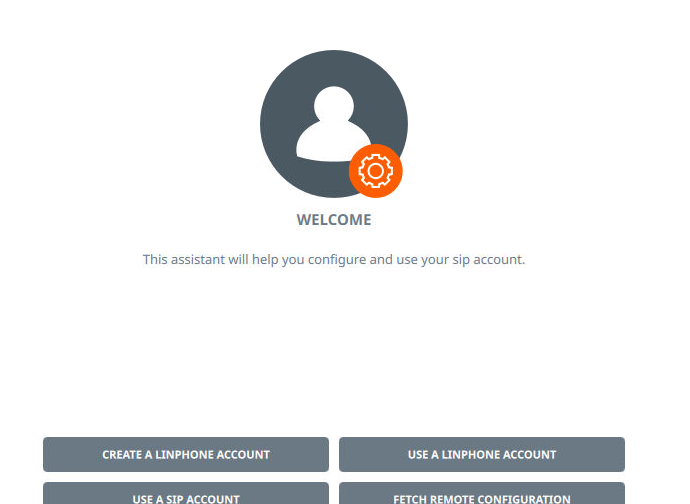 WELCOME
This assistant will help you configure and use your sip account.
CREATE A LINPHONE ACCOUNT
USE A LINPHONE ACCOUNT
USE A SIP ACCOUNT
FETCH REMOTE CONFIGURATION